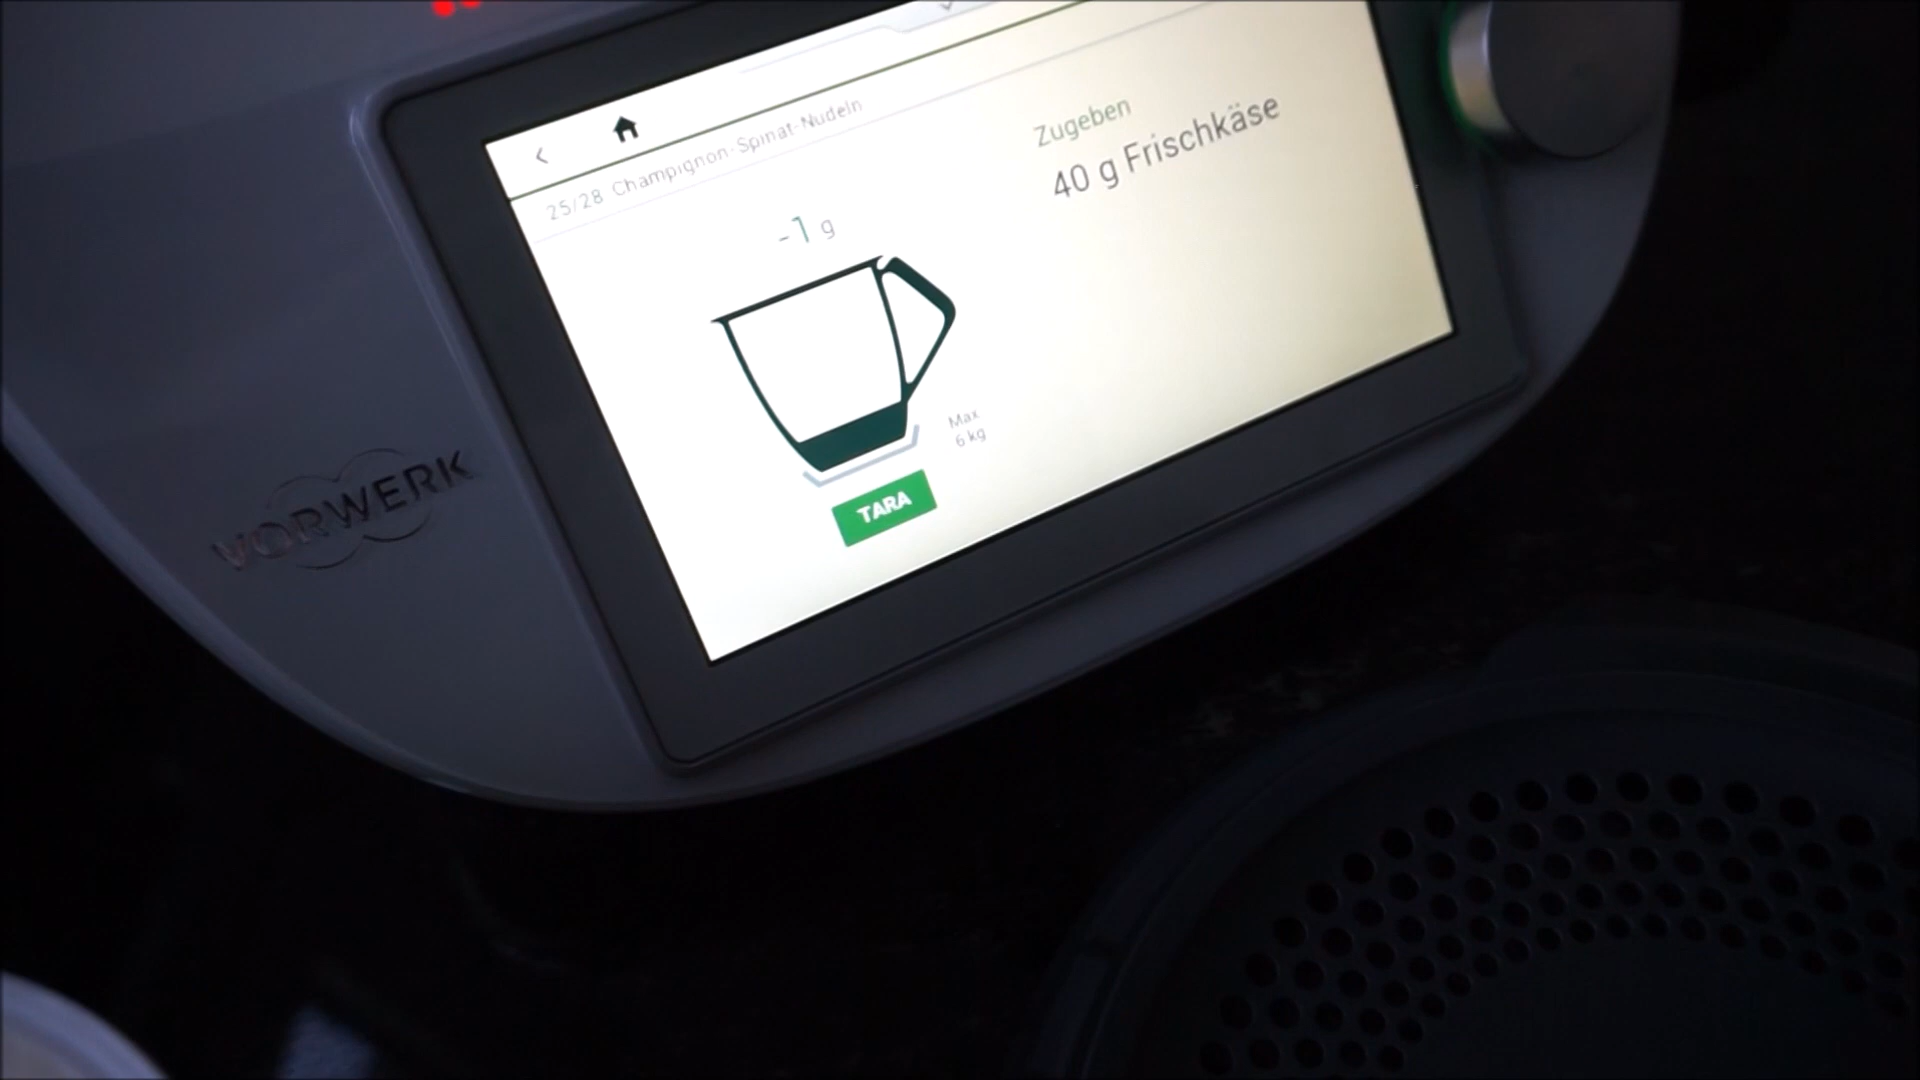 25/28 Champignon-Spinat-Nudeln
-1 g
Max
6 kg
TARA
Zugeben
40 g Frischkäse
VORWERK